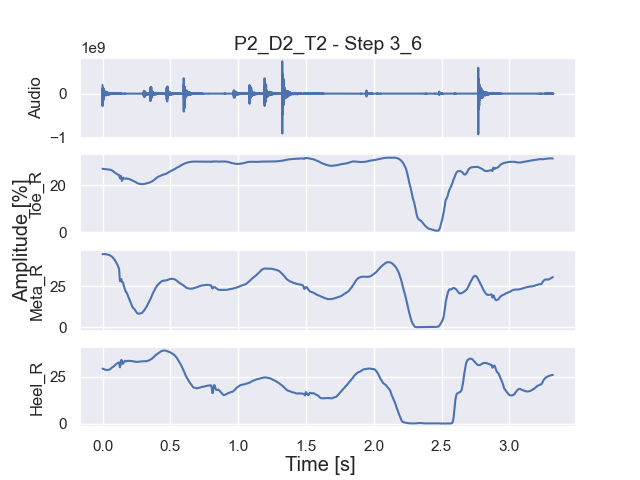 P2_D2_T2 - Step 3_6
1e9
0
−1
Audio
20
0
Toe_R
Amplitude [%]
25
0
Meta_R
25
0
Heel_R
0.0 0.5 1.0 1.5 2.0 2.5 3.0
Time [s]